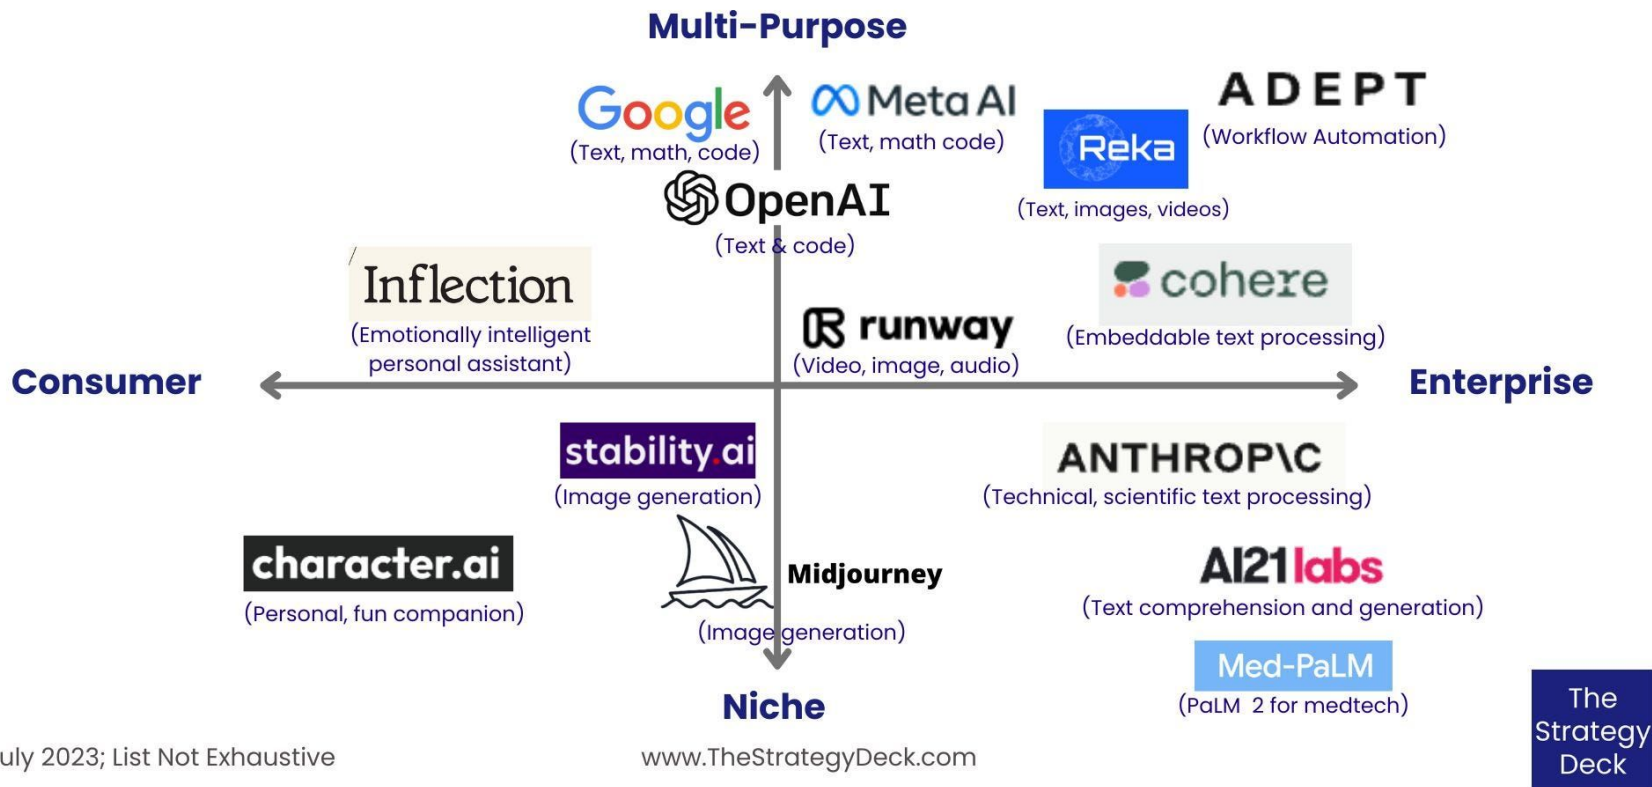 Multi-Purpose
Google
(Text, math, code)
Meta AI
(Text, math code)
ADEPT
(Workflow Automation)
Reka
(Text, images, videos)
OpenAI
(Text & code)
Inflection
(Emotionally intelligent
personal assistant)
runway
(Video, image, audio)
cohere
(Embeddable text processing)
Consumer
Enterprise
stability.ai
(Image generation)
ANTHROP\C
(Technical, scientific text processing)
character.ai
(Personal, fun companion)
Midjourney
(Image generation)
AI21 labs
(Text comprehension and generation)
Med-PaLM
(PaLM 2 for medtech)
Niche
uly 2023; List Not Exhaustive
www.TheStrategyDeck.com
The
Strategy
Deck